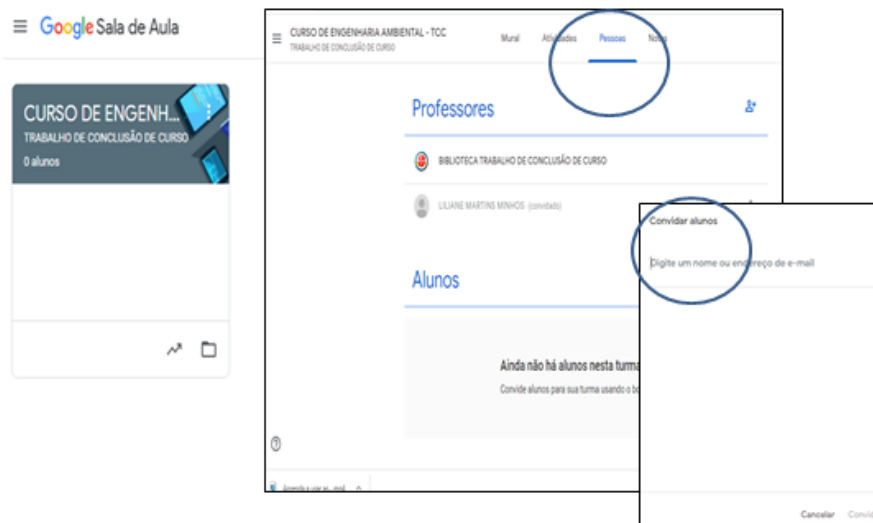 Google Sala de Aula
CURSO DE ENGENH...
TRABALHO DE CONCLUSÃO DE CURSO
0 alunos
CURSO DE ENGENHARIA AMBIENTAL - TCC
TRABALHO DE CONCLUSÃO DE CURSO
Mural Atividades Pessoas Notas
Professores
BIBLIOTECA TRABALHO DE CONCLUSÃO DE CURSO
LILIANE MARTINS MINHOS (convidado)
Alunos
Ainda não há alunos nesta turma
Convide alunos para sua turma usando o bo
Convidar alunos
Digite um nome ou endereço de e-mail
Cancelar Convid